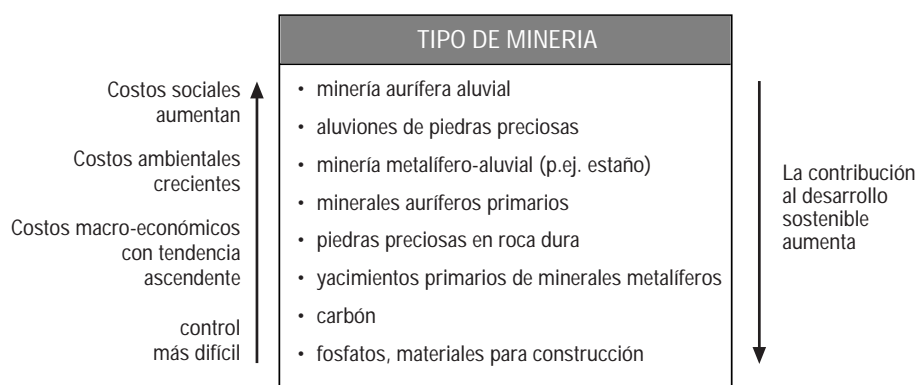 TIPO DE MINERIA
Costos sociales
aumentan
Costos ambientales
crecientes
Costos macro-económicos
con tendencia
ascendente
control
más difícil
• minería aurífera aluvial
• aluviones de piedras preciosas
• minería metalífero-aluvial (p.ej. estaño)
• minerales auríferos primarios
• piedras preciosas en roca dura
• yacimientos primarios de minerales metalíferos
• carbón
• fosfatos, materiales para construcción
La contribución
al desarrollo
sostenible
aumenta